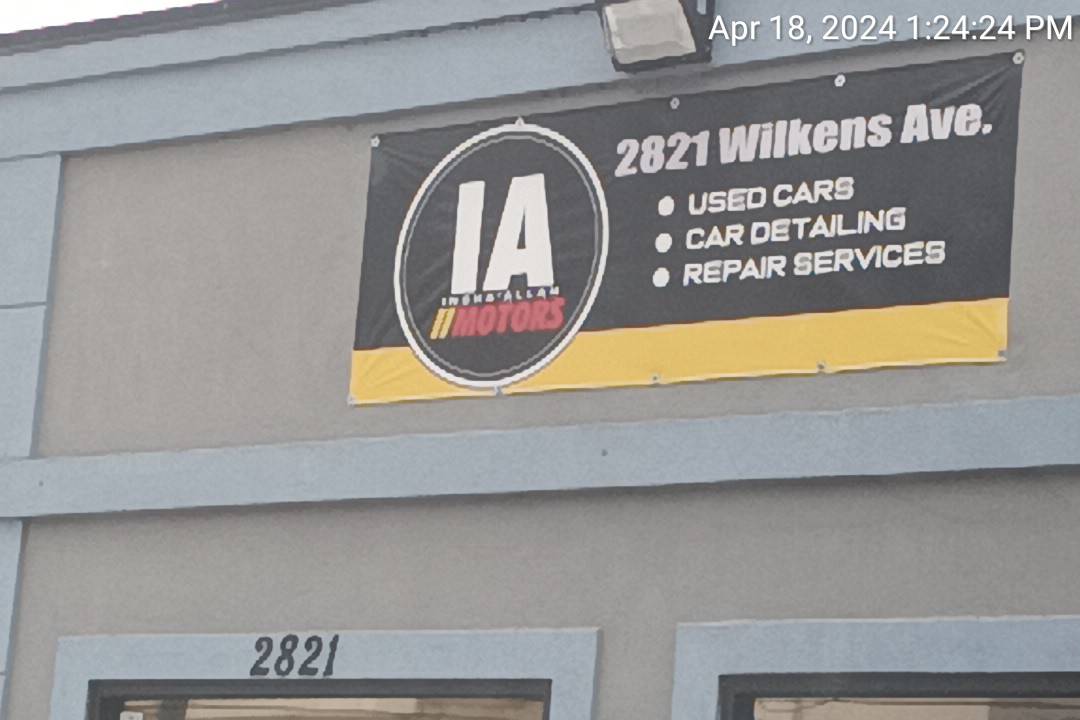 Apr 18, 2024 1:24:24 PM
IA
INSHA'ALLAH
//MOTORS
2821 Wilkens Ave.
• USED CARS
• CAR DETAILING
• REPAIR SERVICES
2821